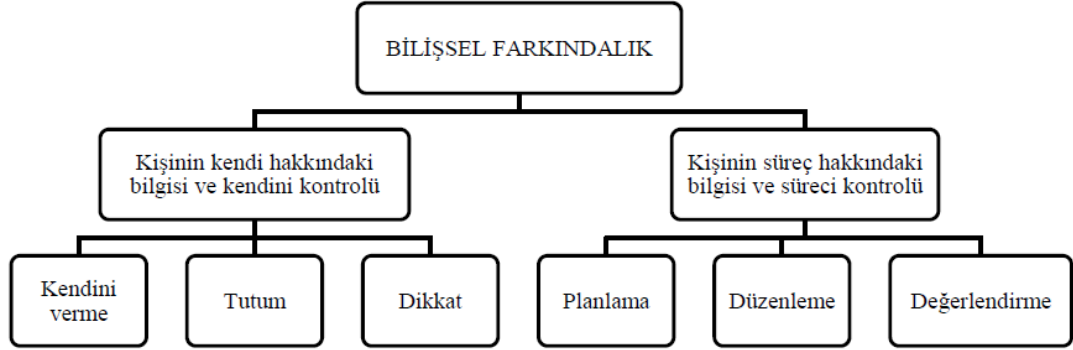 BİLİŞSEL FARKINDALIK
Kişinin kendi hakkındaki
bilgisi ve kendini kontrolü
Kişinin süreç hakkındaki
bilgisi ve süreci kontrolü
Kendini
verme
Tutum
Dikkat
Planlama
Düzenleme
Değerlendirme